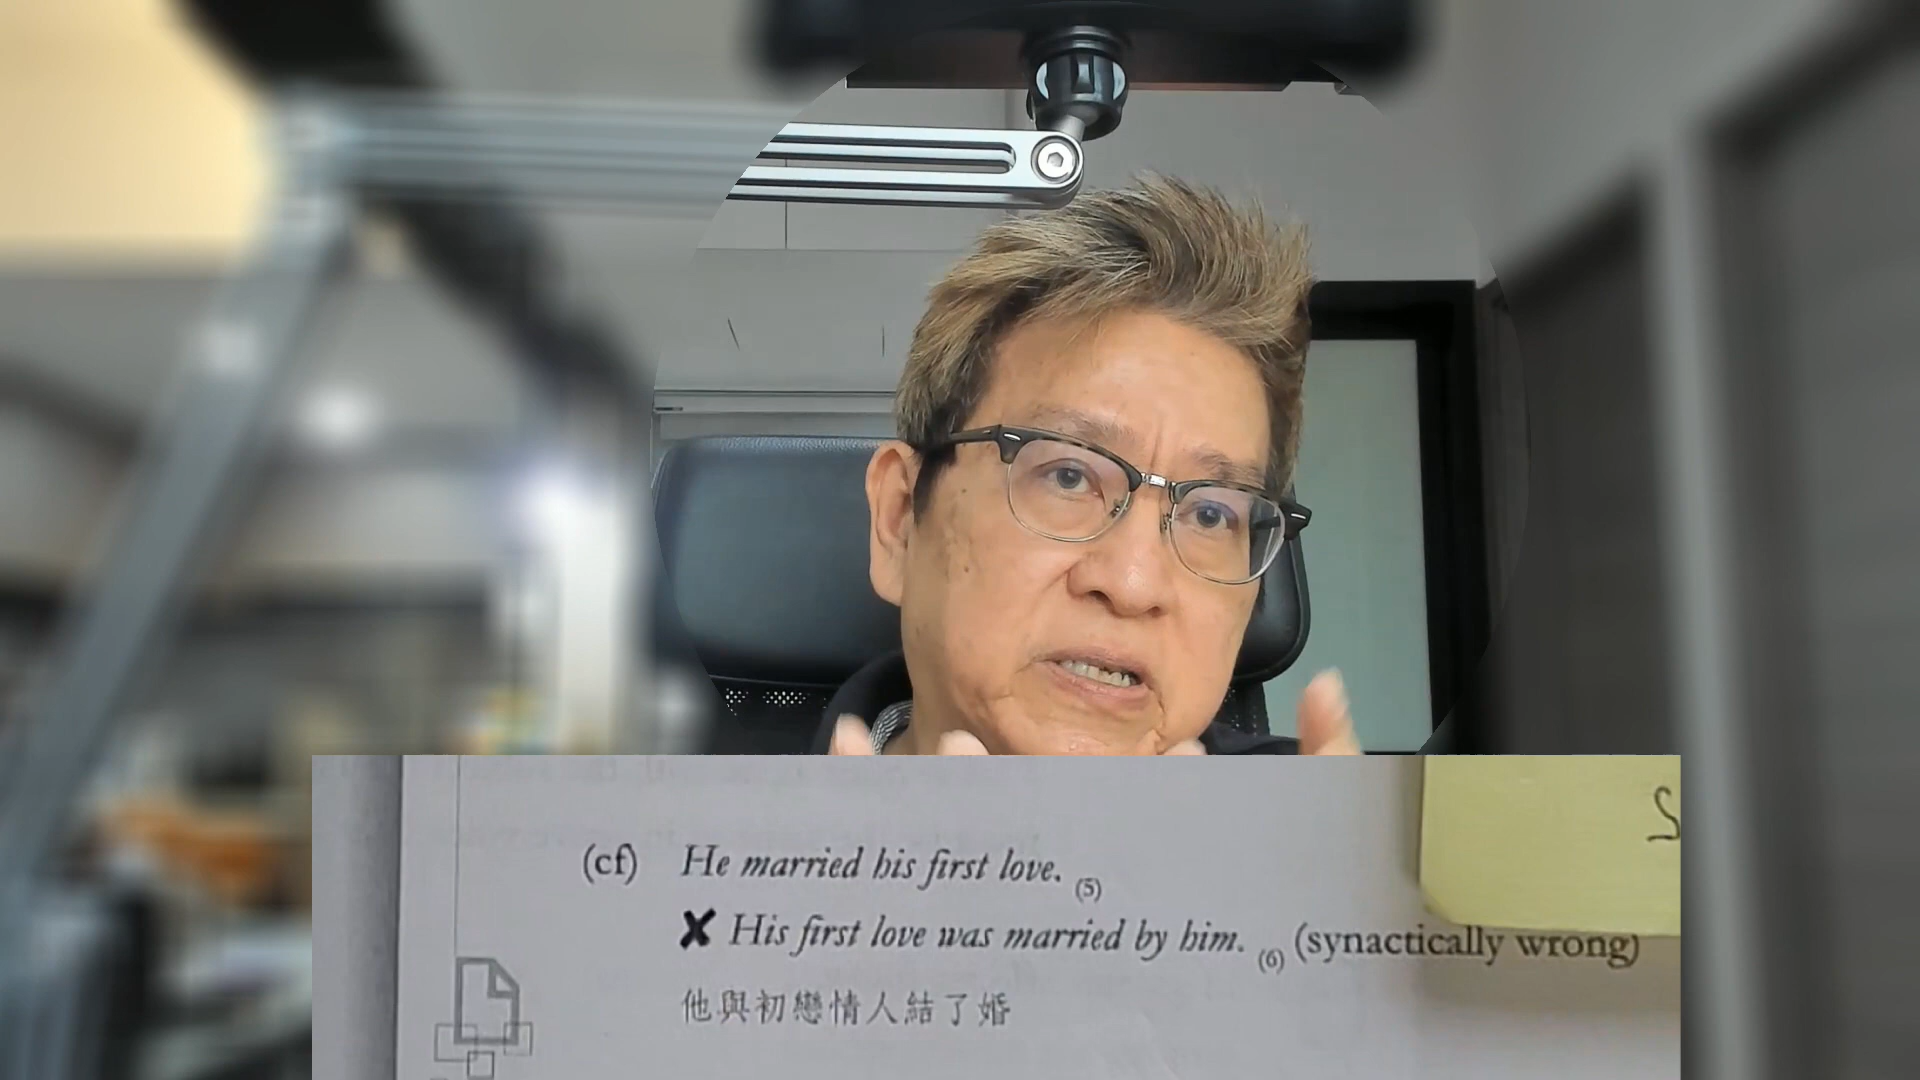 (cf) He married his first love. (5)
✘ His first love was married by him. (6) (synactically wrong)
他與初戀情人結了婚